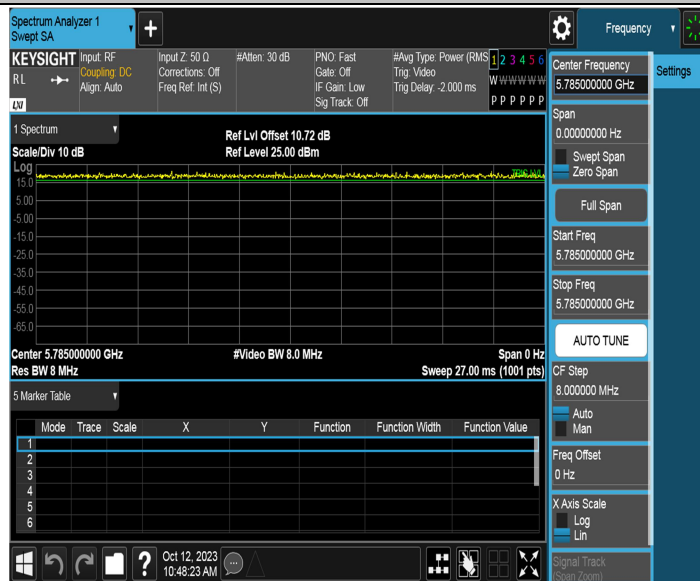 Spectrum Analyzer 1
Swept SA
+
Frequency
KEYSIGHT
Input: RF
Input Z: 50 Ω
#Atten: 30 dB
PNO: Fast
#Avg Type: Power (RMS
1 2 3 4 5 6
R L
Coupling: DC
Corrections: Off
Gate: Off
Trig: Video
Align: Auto
Freq Ref: Int (S)
IF Gain: Low
Trig Delay: -2.000 ms
W W W W W W
Sig Track: Off
P P P P P P
LXI
Center Frequency
5.785000000 GHz
Settings
Span
0.00000000 Hz
Swept Span
Zero Span
Full Span
Start Freq
5.785000000 GHz
Stop Freq
5.785000000 GHz
AUTO TUNE
CF Step
8.000000 MHz
Auto
Man
Freq Offset
0 Hz
X Axis Scale
Log
Lin
Signal Track
(Span Zoom)
1 Spectrum
Ref Lvl Offset 10.72 dB
Scale/Div 10 dB
Ref Level 25.00 dBm
Log
15.0
5.00
-5.00
-15.0
-25.0
-35.0
-45.0
-55.0
-65.0
Center 5.785000000 GHz
#Video BW 8.0 MHz
Span 0 Hz
Res BW 8 MHz
Sweep 27.00 ms (1001 pts)
5 Marker Table
Mode Trace Scale X Y Function Function Width Function Value
1
2
3
4
5
6
?
Oct 12, 2023
10:48:23 AM